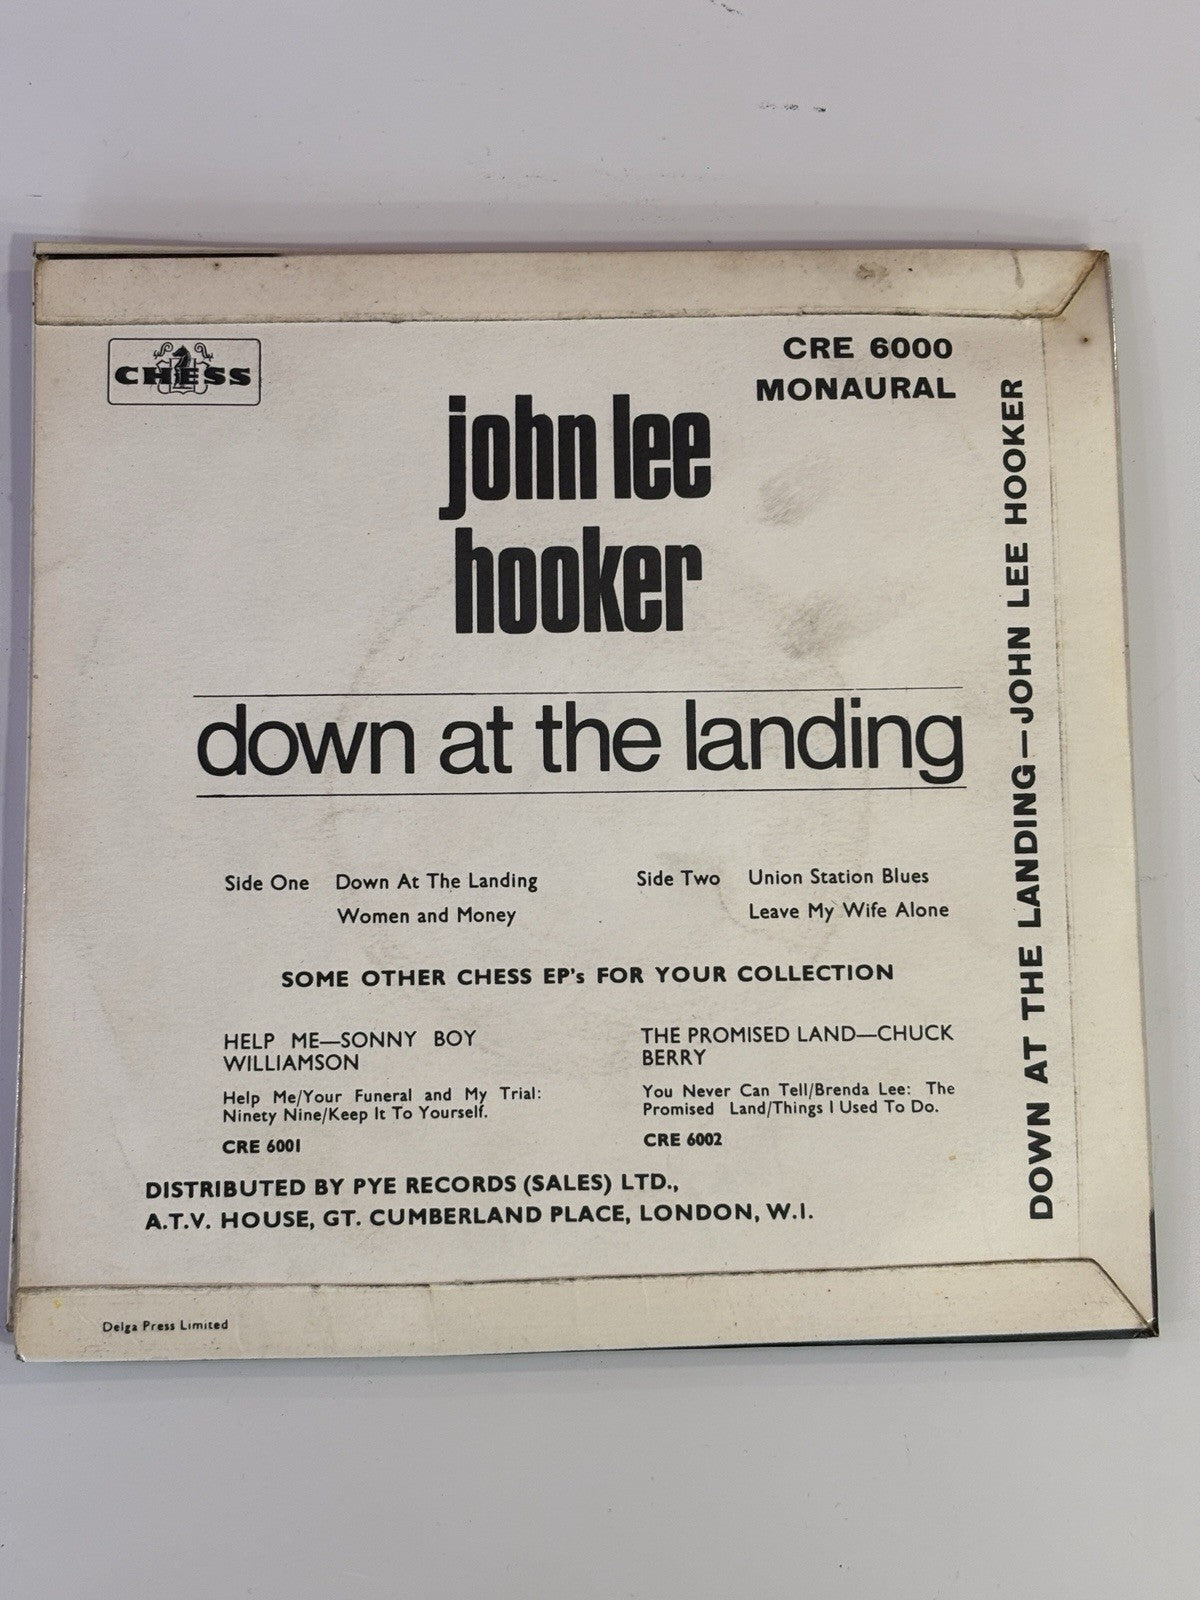 CHESS
CRE 6000
MONAURAL
john lee
hooker
down at the landing
Side One Down At The Landing
Women and Money
Side Two Union Station Blues
Leave My Wife Alone
SOME OTHER CHESS EP's FOR YOUR COLLECTION
HELP ME—SONNY BOY
WILLIAMSON
Help Me/Your Funeral and My Trial:
Ninety Nine/Keep It To Yourself.
CRE 6001
THE PROMISED LAND—CHUCK
BERRY
You Never Can Tell/Brenda Lee: The
Promised Land/Things I Used To Do.
CRE 6002
DISTRIBUTED BY PYE RECORDS (SALES) LTD.,
A.T.V. HOUSE, GT. CUMBERLAND PLACE, LONDON, W.I.
DOWN AT THE LANDING—JOHN LEE HOOKER
Delga Press Limited